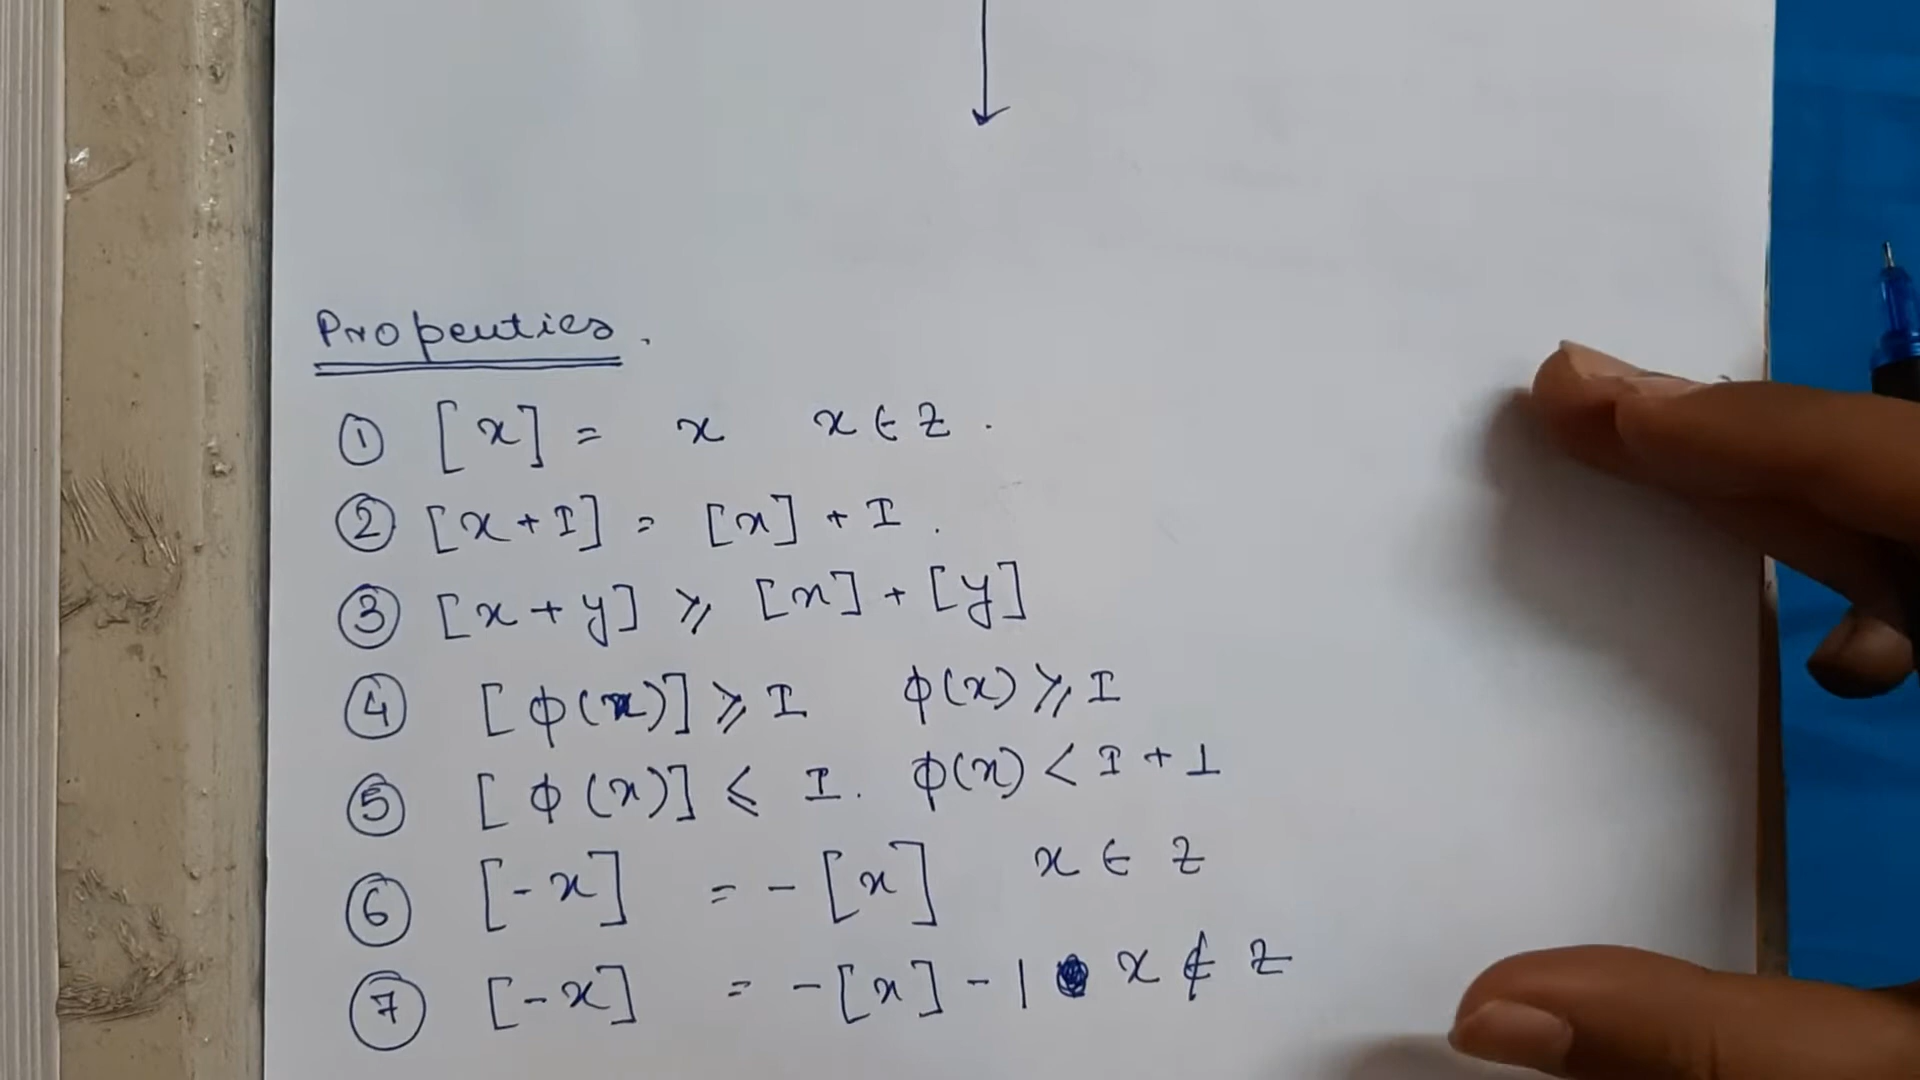 Properties.
① [x] = x x ∈ Z.
② [x + I] = [x] + I.
③ [x + y] ⩾ [x] + [y]
④ [ϕ(x)] ⩾ I ϕ(x) ⩾ I
⑤ [ϕ(x)] ⩽ I. ϕ(x) < I + 1
⑥ [-x] = -[x] x ∈ Z
⑦ [-x] = -[x] - 1 x ∉ Z